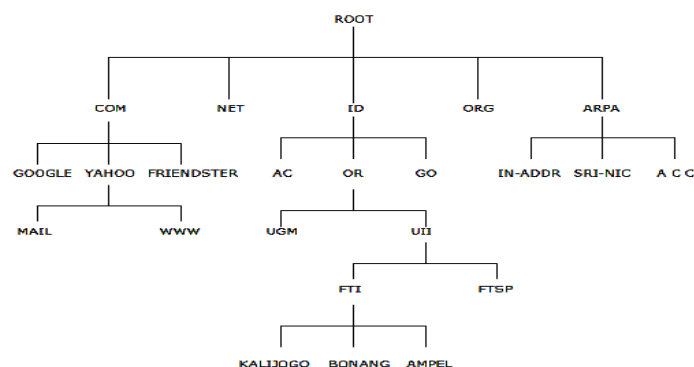 ROOT
COM NET ID ORG ARPA
GOOGLE YAHOO FRIENDSTER AC OR GO IN-ADDR SRI-NIC A C C
MAIL WWW UGM UII
FTI FTSP
KALIJOGO BONANG AMPEL